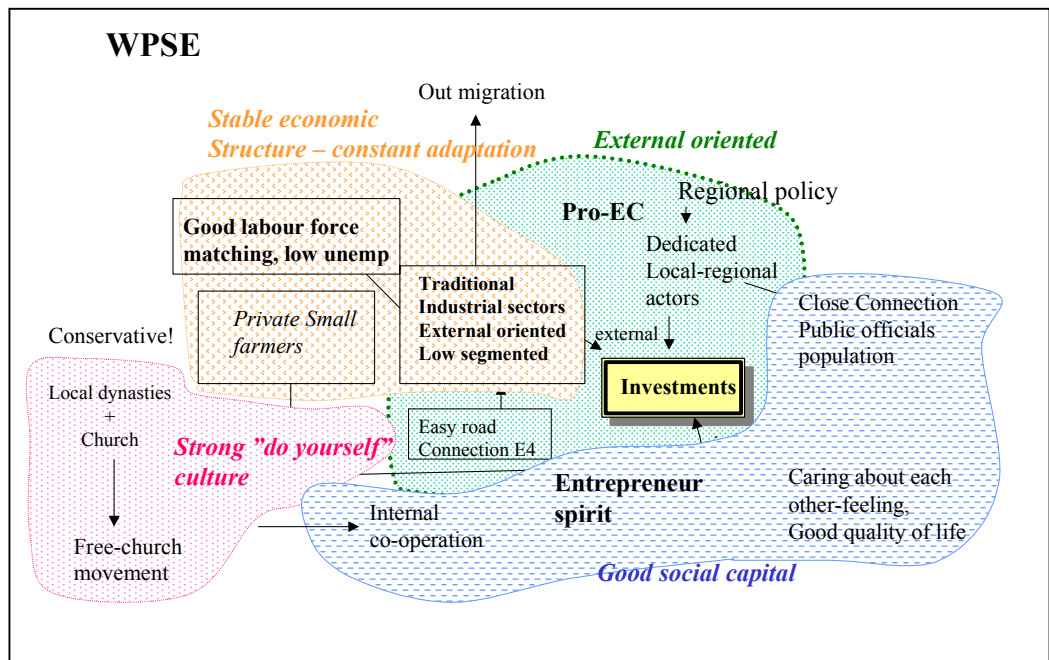 WPSE
Out migration
Stable economic
Structure – constant adaptation
External oriented
Regional policy
Pro-EC
Good labour force
matching, low unemp
Dedicated
Local-regional
actors
Traditional
Industrial sectors
External oriented
Low segmented
Close Connection
Public officials
population
Private Small
farmers
external
Conservative!
Investments
Local dynasties
+
Church
Easy road
Connection E4
Strong ”do yourself”
culture
Entrepreneur
spirit
Caring about each
other-feeling,
Good quality of life
Internal
co-operation
Free-church
movement
Good social capital